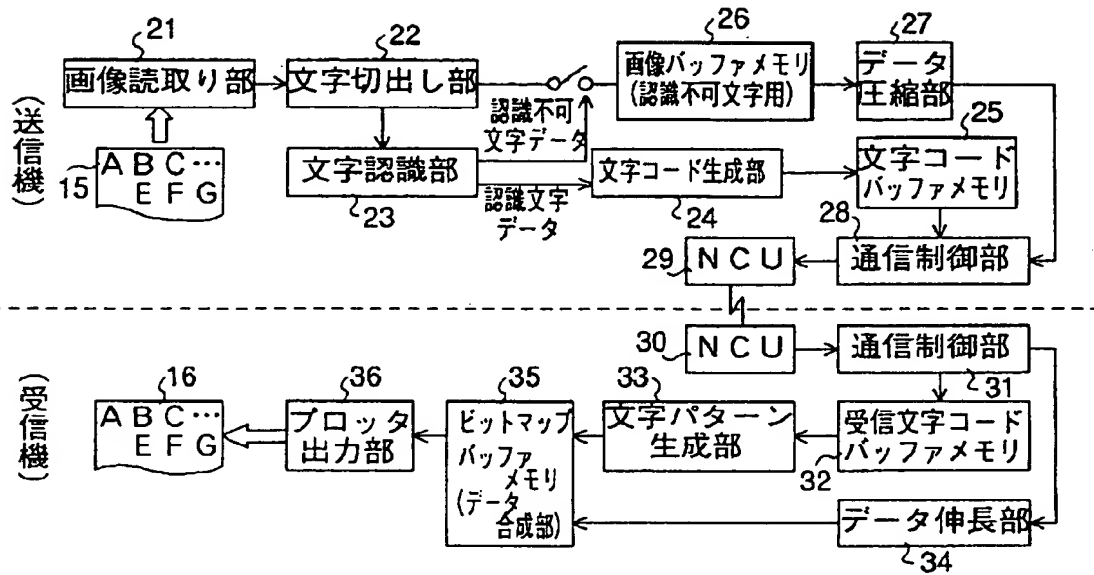 21
22
26
27
画像読取り部
文字切出し部
画像バッファメモリ
(認識不可文字用)
データ
圧縮部
(送信機)
認識不可
文字データ
25
15
A B C …
E F G
文字認識部
23
認識文字
データ
文字コード生成部
24
文字コード
バッファメモリ
28
29
NCU
通信制御部
30
NCU
通信制御部
31
(受信機)
16
A B C …
E F G
36
プロッタ
出力部
35
ビットマップ
バッファ
メモリ
(データ
合成部)
33
文字パターン
生成部
受信文字コード
バッファメモリ
32
データ伸長部
34